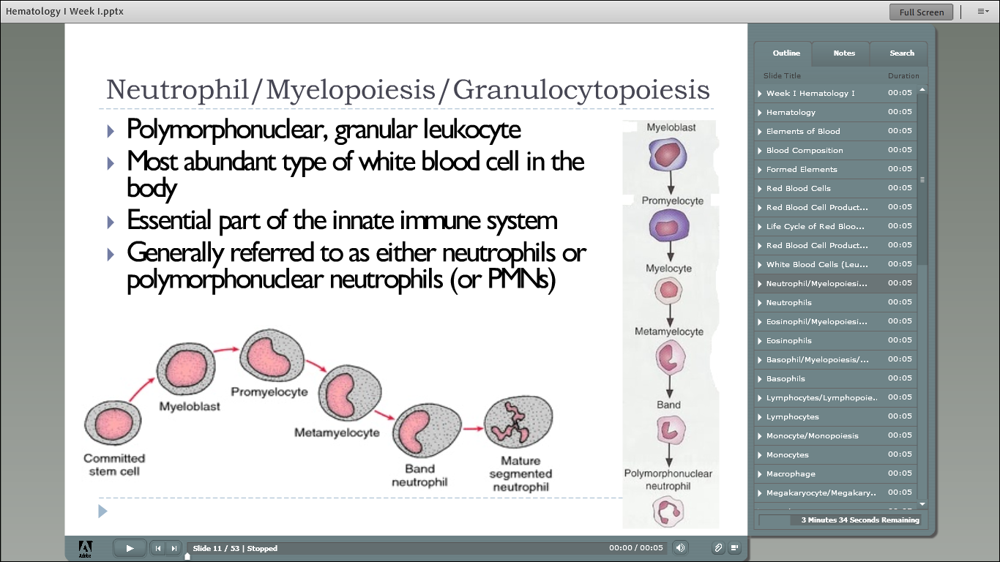 Hematology I Week I.pptx
Full Screen
Neutrophil/Myelopoiesis/Granulocytopoiesis
Polymorphonuclear, granular leukocyte
Most abundant type of white blood cell in the
body
Essential part of the innate immune system
Generally referred to as either neutrophils or
polymorphonuclear neutrophils (or PMNs)
Committed
stem cell
Myeloblast
Promyelocyte
Metamyelocyte
Band
neutrophil
Mature
segmented
neutrophil
Myeloblast
Promyelocyte
Myelocyte
Metamyelocyte
Band
Polymorphonuclear
neutrophil
Outline Notes Search
Slide Title Duration
Week I Hematology I 00:05
Hematology 00:05
Elements of Blood 00:05
Blood Composition 00:05
Formed Elements 00:05
Red Blood Cells 00:05
Red Blood Cell Product... 00:05
Life Cycle of Red Bloo... 00:05
Red Blood Cell Product... 00:05
White Blood Cells (Leu... 00:05
Neutrophil/Myelopoiesi... 00:05
Neutrophils 00:05
Eosinophil/Myelopoiesi... 00:05
Eosinophils 00:05
Basophil/Myelopoiesis/... 00:05
Basophils 00:05
Lymphocytes/Lymphopoie.. 00:05
Lymphocytes 00:05
Monocyte/Monopoiesis 00:05
Monocytes 00:05
Macrophage 00:05
Megakaryocyte/Megakary.. 00:05
3 Minutes 34 Seconds Remaining
Adobe
Slide 11 / 53 | Stopped
00:00 / 00:05